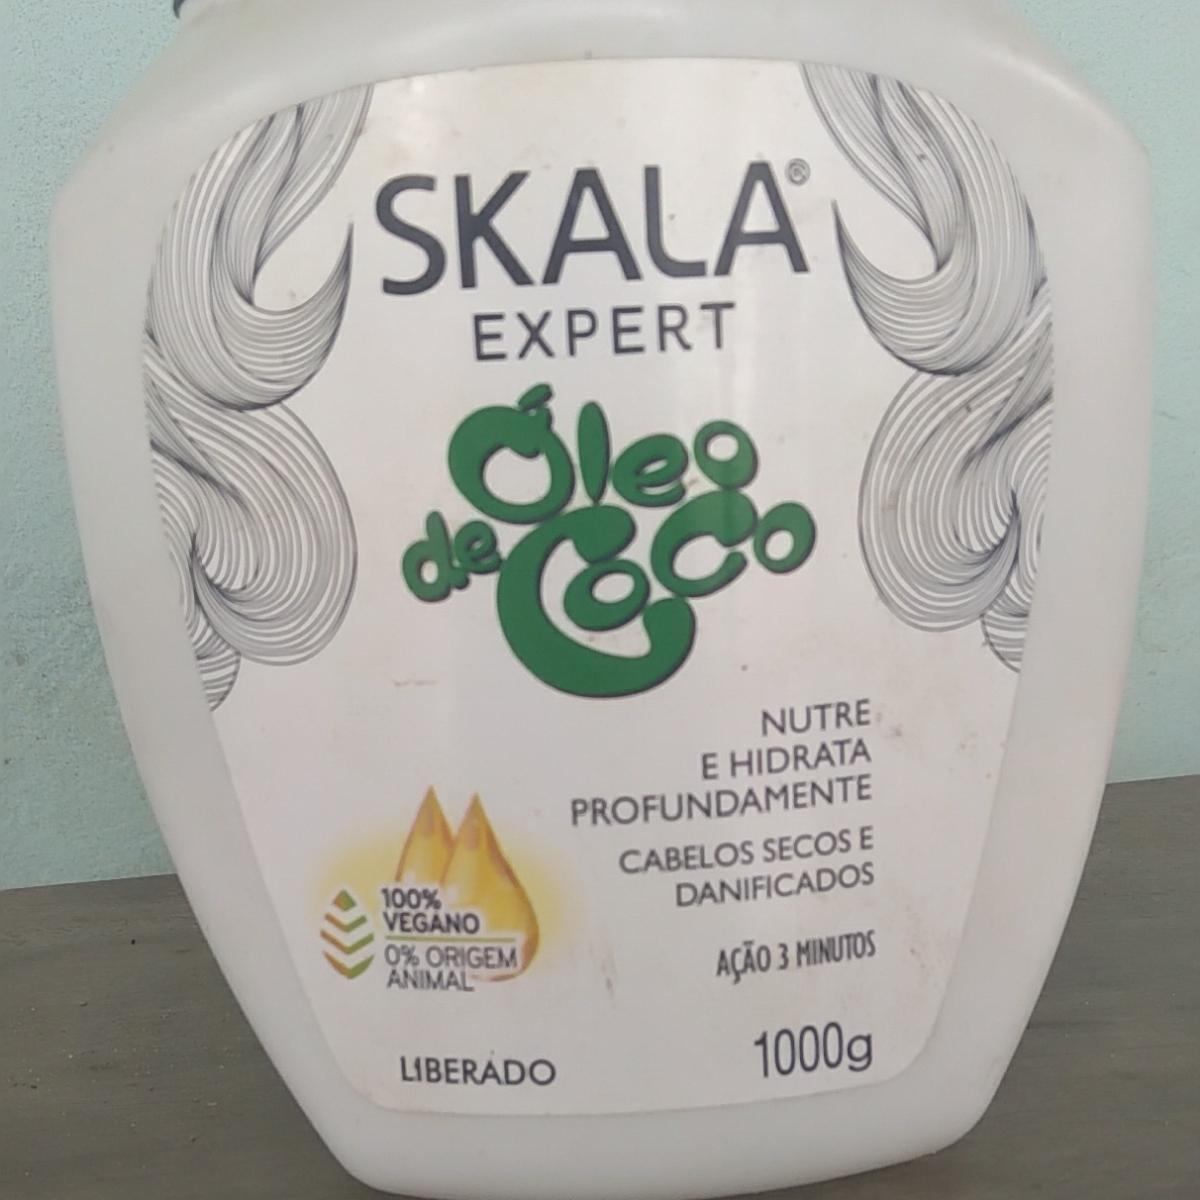 SKALA®
EXPERT
Óleo
de Coco
NUTRE
E HIDRATA
PROFUNDAMENTE
CABELOS SECOS E
DANIFICADOS
100%
VEGANO
0% ORIGEM
ANIMAL
AÇÃO 3 MINUTOS
LIBERADO
1000g